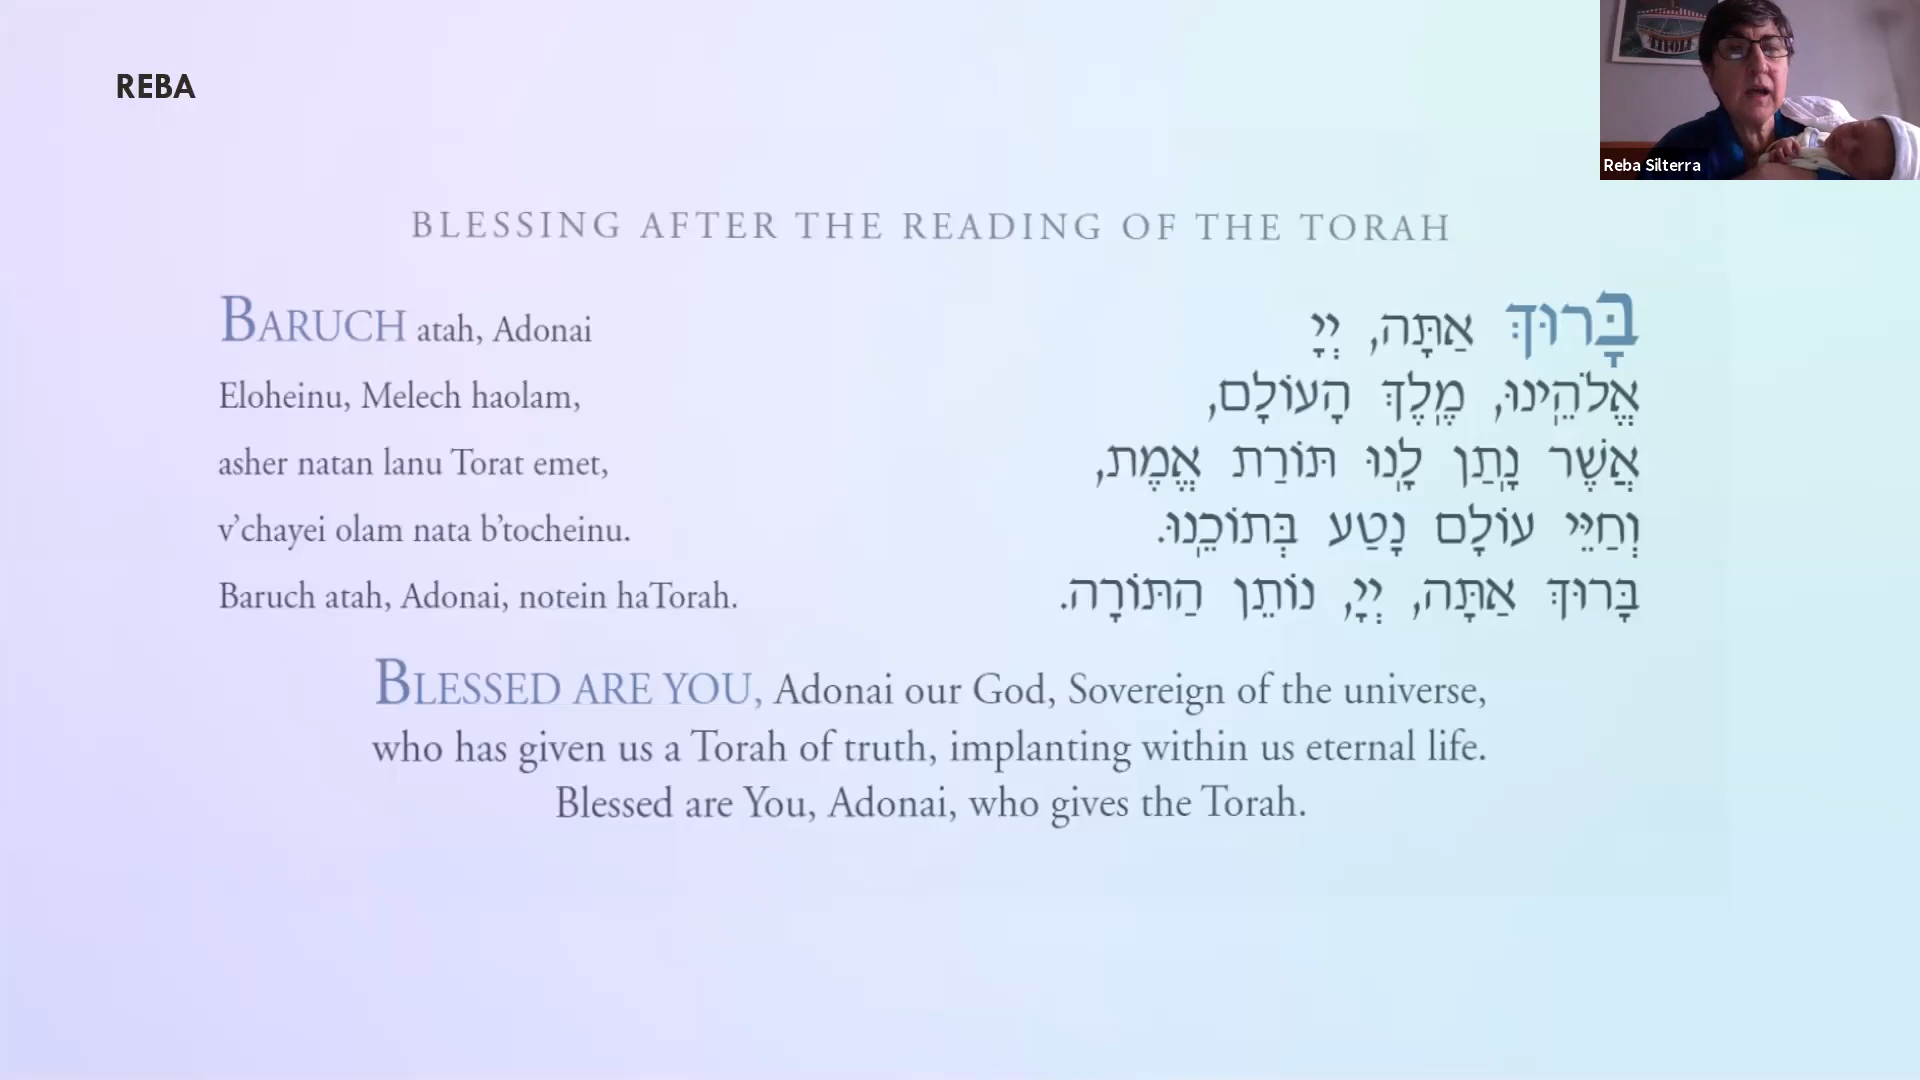 REBA
Reba Silterra
BLESSING AFTER THE READING OF THE TORAH
BARUCH atah, Adonai
Eloheinu, Melech haolam,
asher natan lanu Torat emet,
v’chayei olam nata b’tocheinu.
Baruch atah, Adonai, notein haTorah.
בָּרוּךְ אַתָּה, יְיָ
אֱלֹהֵֽינוּ, מֶֽלֶךְ הָעוֹלָם,
אֲשֶׁר נָֽתַן לָֽנוּ תּוֹרַת אֱמֶת,
וְחַיֵּי עוֹלָם נָטַע בְּתוֹכֵֽנוּ.
בָּרוּךְ אַתָּה, יְיָ, נוֹתֵן הַתּוֹרָה.
BLESSED ARE YOU, Adonai our God, Sovereign of the universe,
who has given us a Torah of truth, implanting within us eternal life.
Blessed are You, Adonai, who gives the Torah.